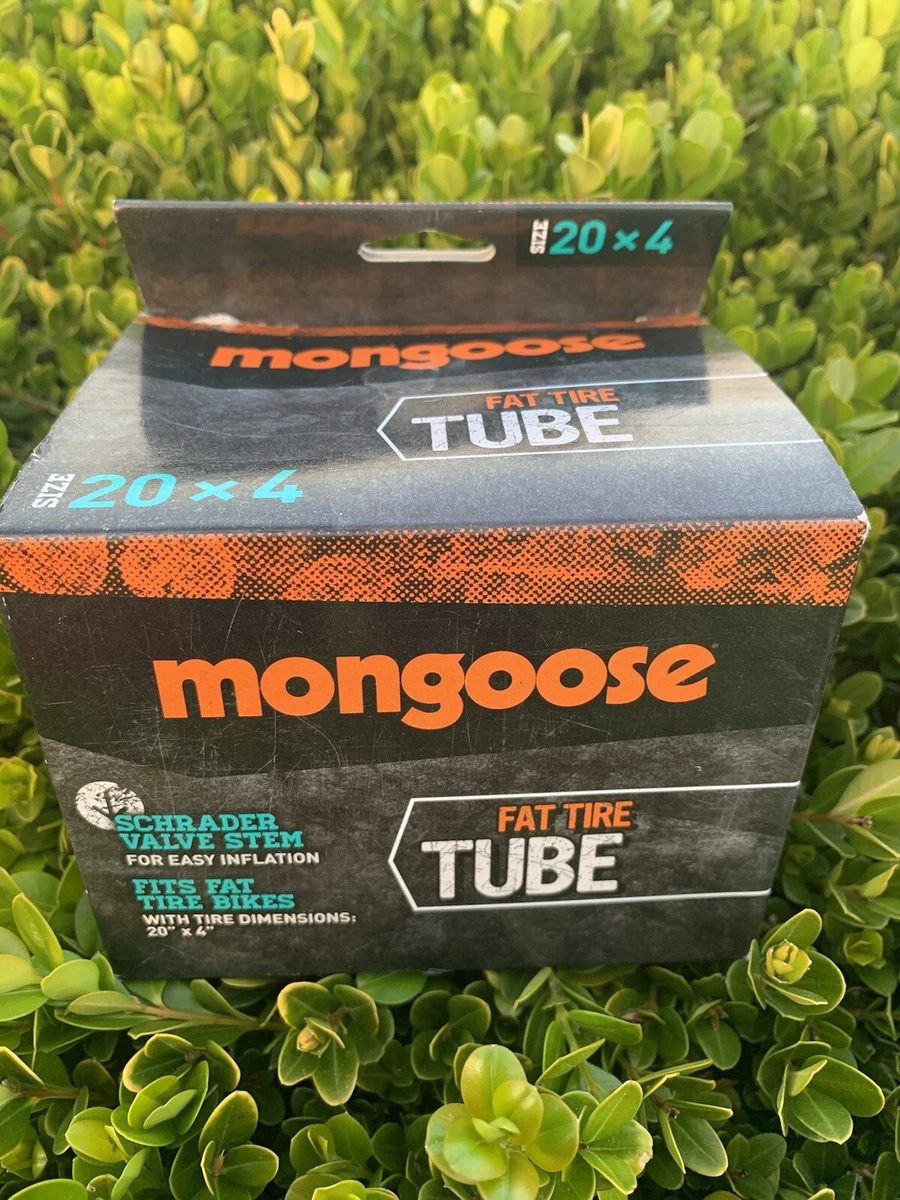 SIZE 20 x 4
mongoose
FAT TIRE
TUBE
SIZE 20 x 4
mongoose
SCHRADER
VALVE STEM
FOR EASY INFLATION
FITS FAT
TIRE BIKES
WITH TIRE DIMENSIONS:
20" x 4"
FAT TIRE
TUBE